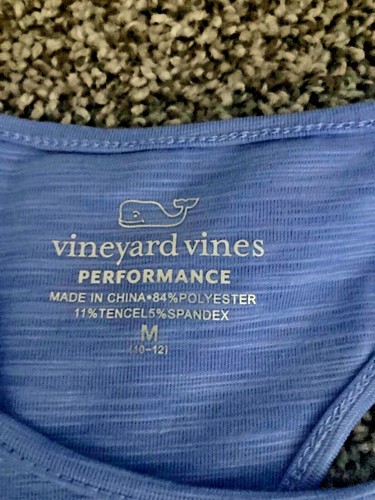 vineyard vines
PERFORMANCE
MADE IN CHINA•84%POLYESTER
11%TENCEL5%SPANDEX
M
(10-12)